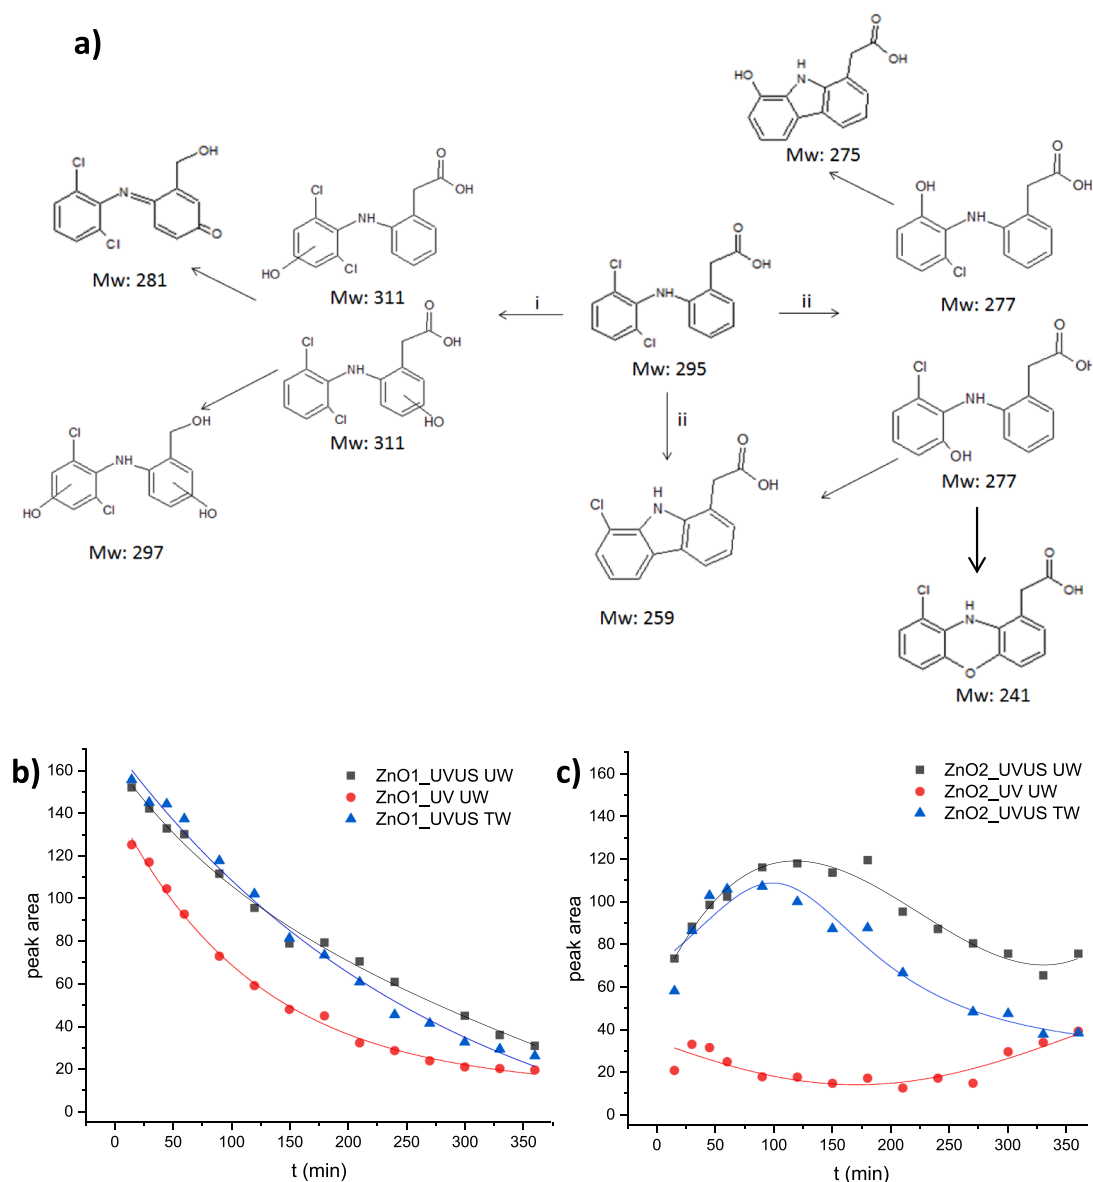 a)
O
OH
HO
H
N
Mw: 275
OH
Cl
N
O
Cl
Mw: 281
O
OH
Cl
NH
HO
Cl
Mw: 311
O
OH
OH
NH
Cl
Mw: 277
i
O
OH
Cl
NH
Cl
Mw: 295
ii
O
OH
Cl
NH
Cl
HO
Mw: 311
OH
Cl
NH
Cl
HO
HO
Mw: 297
ii
O
OH
Cl
NH
OH
Mw: 277
O
OH
Cl
H
N
Mw: 259
O
OH
Cl
H
N
O
Mw: 241
b)
ZnO1_UVUS UW
ZnO1_UV UW
ZnO1_UVUS TW
160
140
120
100
80
60
40
20
0
peak area
0 50 100 150 200 250 300 350
t (min)
c)
ZnO2_UVUS UW
ZnO2_UV UW
ZnO2_UVUS TW
160
140
120
100
80
60
40
20
0
peak area
0 50 100 150 200 250 300 350
t (min)